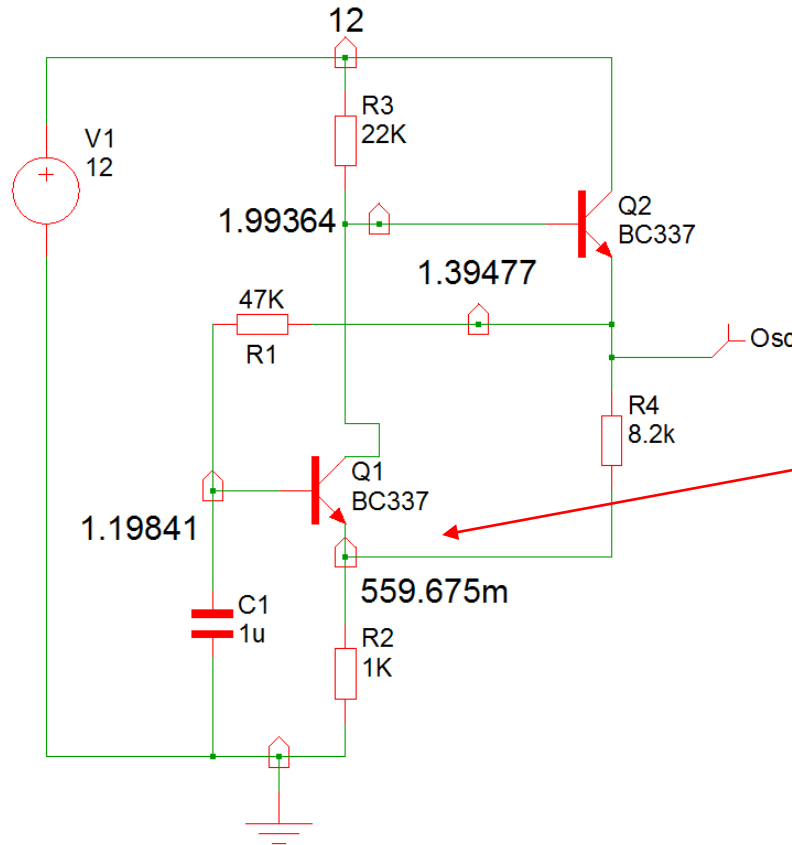 12
R3
22K
V1
12
+
Q2
BC337
1.99364
1.39477
47K
R1
Osc
R4
8.2k
Q1
BC337
1.19841
559.675m
C1
1u
R2
1K